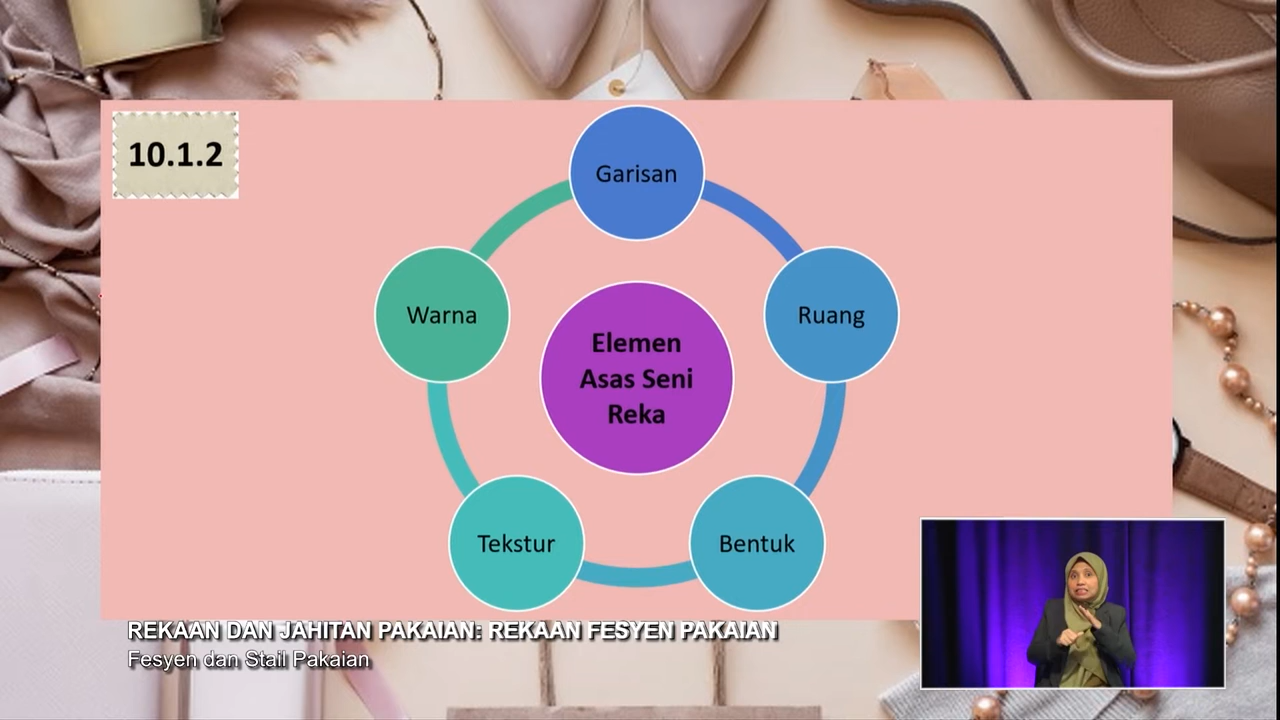 10.1.2
Garisan
Warna
Ruang
Elemen
Asas Seni
Reka
Tekstur
Bentuk
REKAAN DAN JAHITAN PAKAIAN: REKAAN FESYEN PAKAIAN
Fesyen dan Stail Pakaian